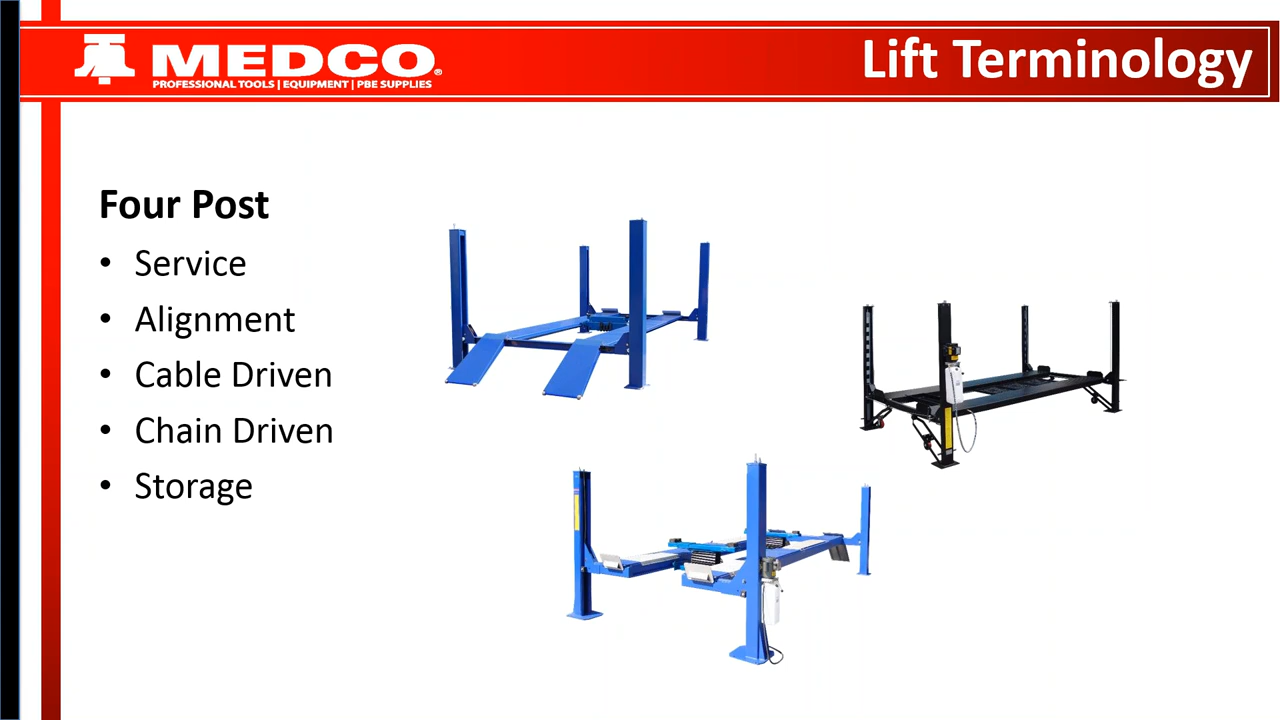 MEDCO®
PROFESSIONAL TOOLS | EQUIPMENT | PBE SUPPLIES
Lift Terminology
Four Post
• Service
• Alignment
• Cable Driven
• Chain Driven
• Storage